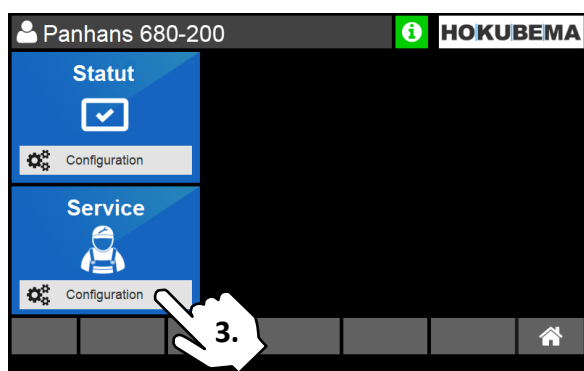 Panhans 680-200
i
HOKUBEMA
Statut
Configuration
Service
Configuration
3.